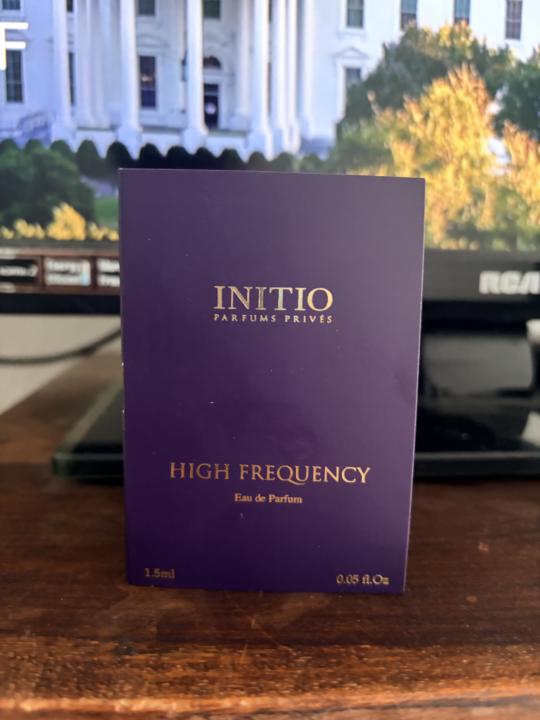 INITIO
PARFUMS PRIVÉS
HIGH FREQUENCY
Eau de Parfum
1.5ml
0.05 fl.Oz
RCA